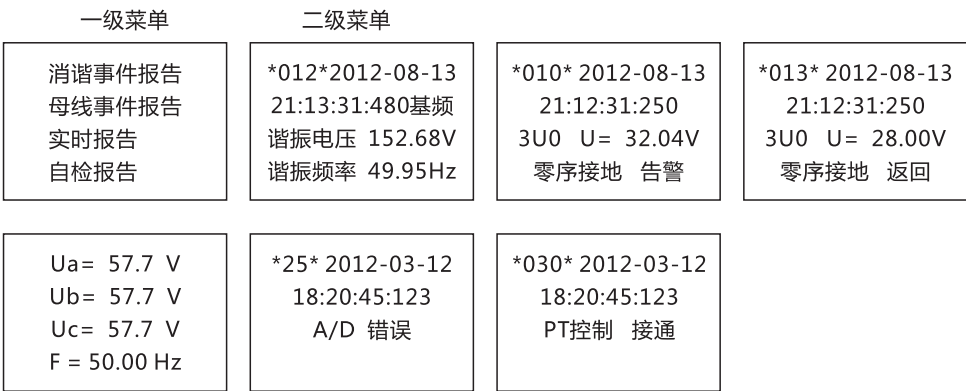 一级菜单
二级菜单
消谐事件报告
母线事件报告
实时报告
自检报告
*012*2012-08-13
21:13:31:480基频
谐振电压 152.68V
谐振频率 49.95Hz
*010* 2012-08-13
21:12:31:250
3U0 U= 32.04V
零序接地 告警
*013* 2012-08-13
21:12:31:250
3U0 U= 28.00V
零序接地 返回
Ua= 57.7 V
Ub= 57.7 V
Uc= 57.7 V
F = 50.00 Hz
*25* 2012-03-12
18:20:45:123
A/D 错误
*030* 2012-03-12
18:20:45:123
PT控制 接通